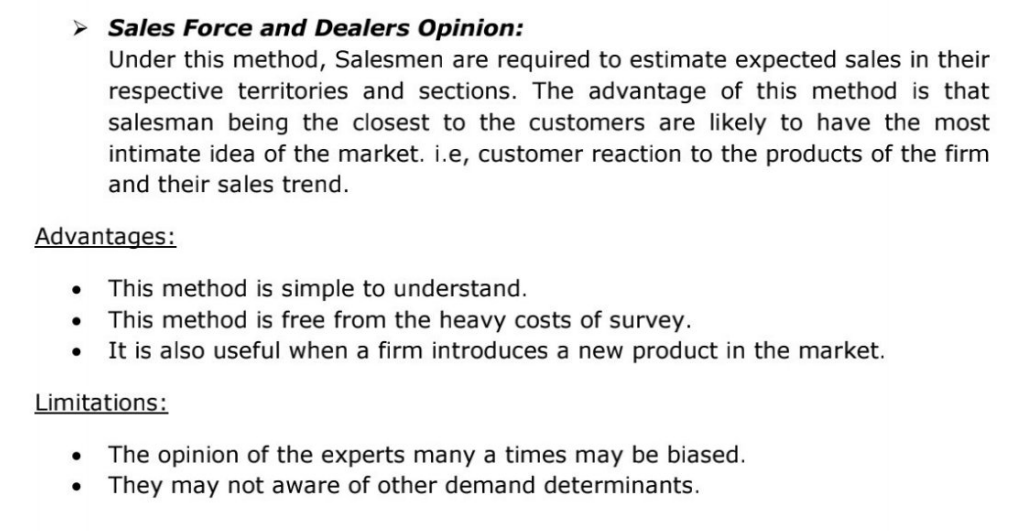 ➢ Sales Force and Dealers Opinion:
Under this method, Salesmen are required to estimate expected sales in their
respective territories and sections. The advantage of this method is that
salesman being the closest to the customers are likely to have the most
intimate idea of the market. i.e, customer reaction to the products of the firm
and their sales trend.
Advantages:
• This method is simple to understand.
• This method is free from the heavy costs of survey.
• It is also useful when a firm introduces a new product in the market.
Limitations:
• The opinion of the experts many a times may be biased.
• They may not aware of other demand determinants.